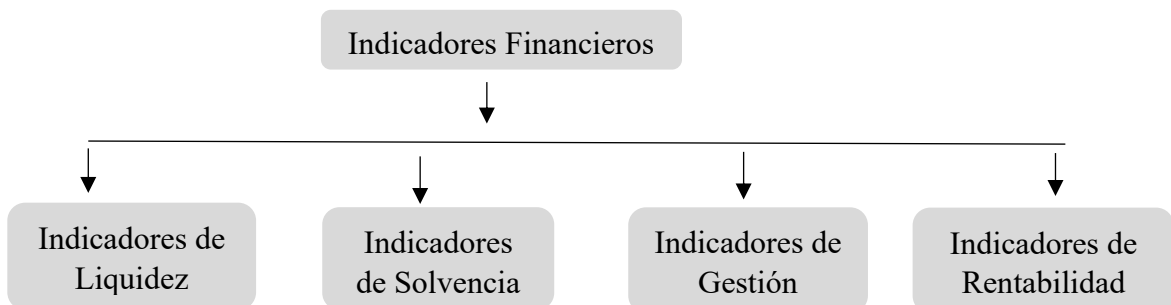 Indicadores Financieros
Indicadores de
Liquidez
Indicadores
de Solvencia
Indicadores de
Gestión
Indicadores de
Rentabilidad